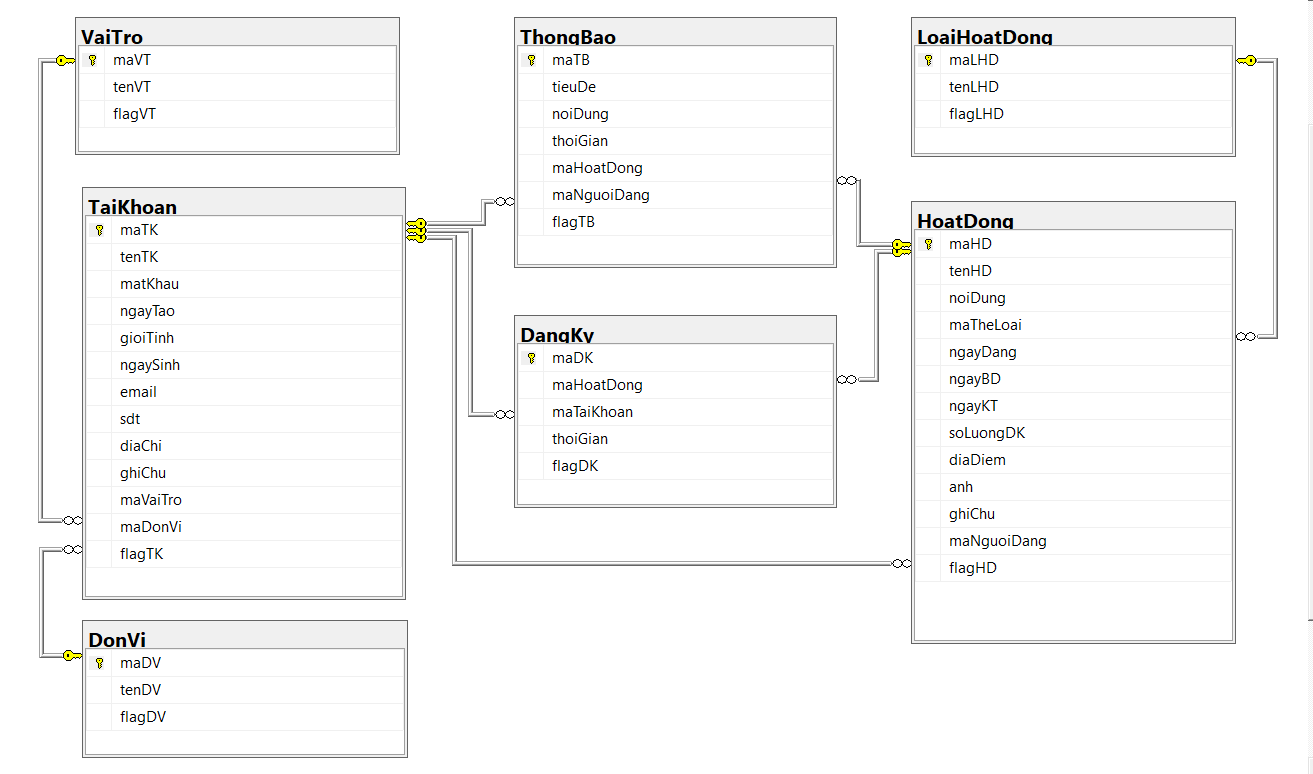 VaiTro
maVT
tenVT
flagVT
TaiKhoan
maTK
tenTK
matKhau
ngayTao
gioiTinh
ngaySinh
email
sdt
diaChi
ghiChu
maVaiTro
maDonVi
flagTK
DonVi
maDV
tenDV
flagDV
ThongBao
maTB
tieuDe
noiDung
thoiGian
maHoatDong
maNguoiDang
flagTB
DangKy
maDK
maHoatDong
maTaiKhoan
thoiGian
flagDK
LoaiHoatDong
maLHD
tenLHD
flagLHD
HoatDong
maHD
tenHD
noiDung
maTheLoai
ngayDang
ngayBD
ngayKT
soLuongDK
diaDiem
anh
ghiChu
maNguoiDang
flagHD